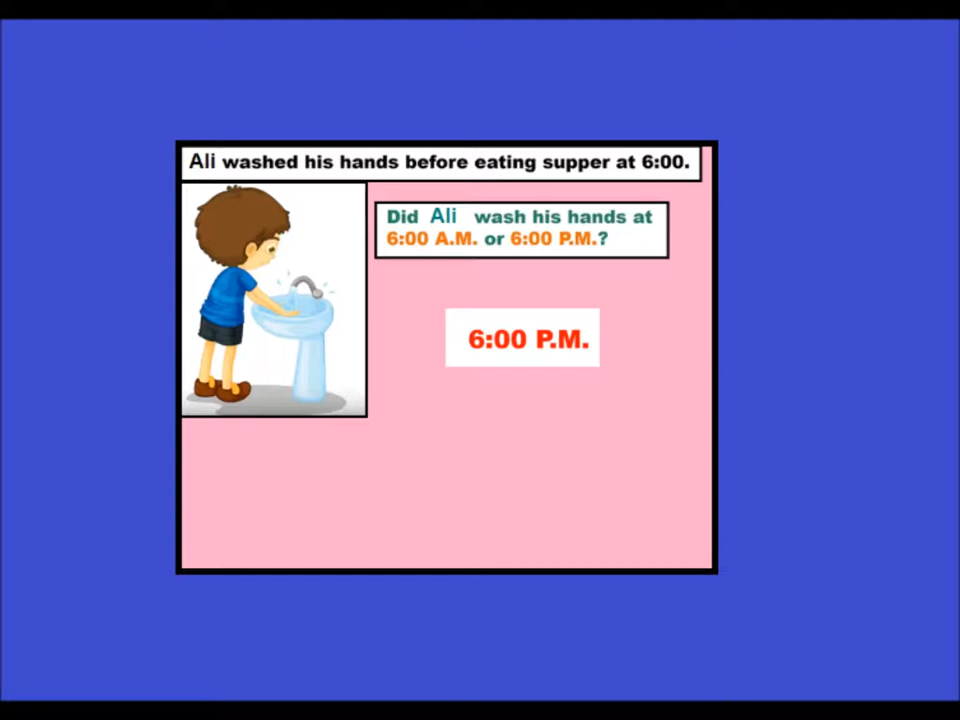 Ali washed his hands before eating supper at 6:00.
Did Ali wash his hands at
6:00 A.M. or 6:00 P.M.?
6:00 P.M.